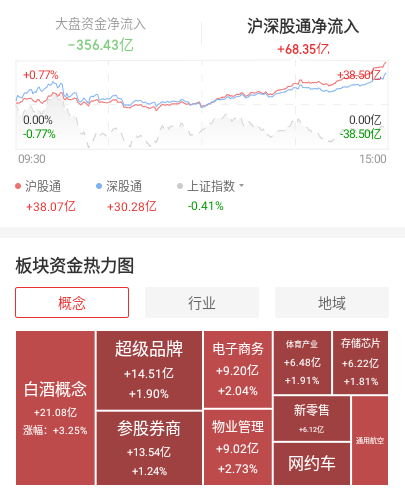 大盘资金净流入
-356.43亿
沪深股通净流入
+68.35亿
+0.77%
+38.50亿
0.00%
0.00亿
-0.77%
-38.50亿
09:30
15:00
沪股通
深股通
上证指数
+38.07亿
+30.28亿
-0.41%
板块资金热力图
概念
行业
地域
白酒概念
+21.08亿
涨幅：+3.25%
超级品牌
+14.51亿
+1.90%
参股券商
+13.54亿
+1.24%
电子商务
+9.20亿
+2.04%
物业管理
+9.02亿
+2.73%
体育产业
+6.48亿
+1.91%
存储芯片
+6.22亿
+1.81%
新零售
+6.12亿
网约车
通用航空